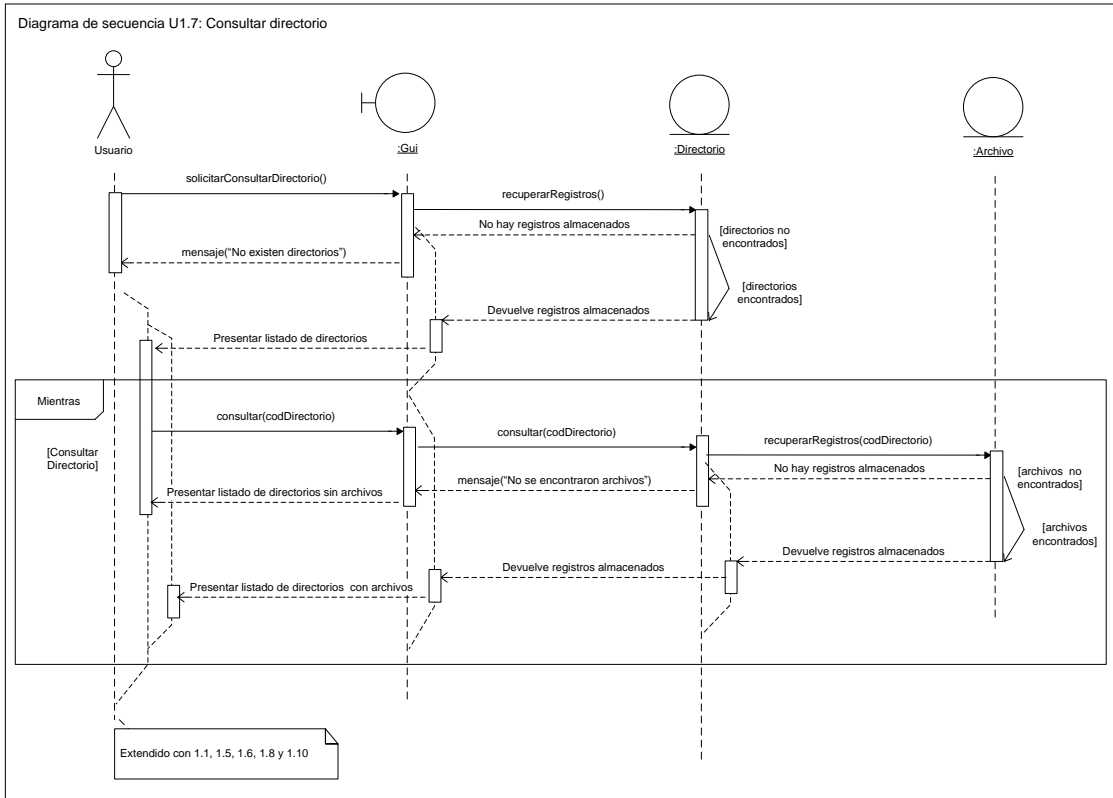 Diagrama de secuencia U1.7: Consultar directorio
Usuario
:Gui
:Directorio
:Archivo
solicitarConsultarDirectorio()
recuperarRegistros()
No hay registros almacenados
[directorios no
encontrados]
mensaje("No existen directorios")
[directorios
encontrados]
Devuelve registros almacenados
Presentar listado de directorios
Mientras
[Consultar
Directorio]
consultar(codDirectorio)
consultar(codDirectorio)
recuperarRegistros(codDirectorio)
No hay registros almacenados
[archivos no
encontrados]
mensaje("No se encontraron archivos")
Presentar listado de directorios sin archivos
[archivos
encontrados]
Devuelve registros almacenados
Devuelve registros almacenados
Presentar listado de directorios con archivos
Extendido con 1.1, 1.5, 1.6, 1.8 y 1.10